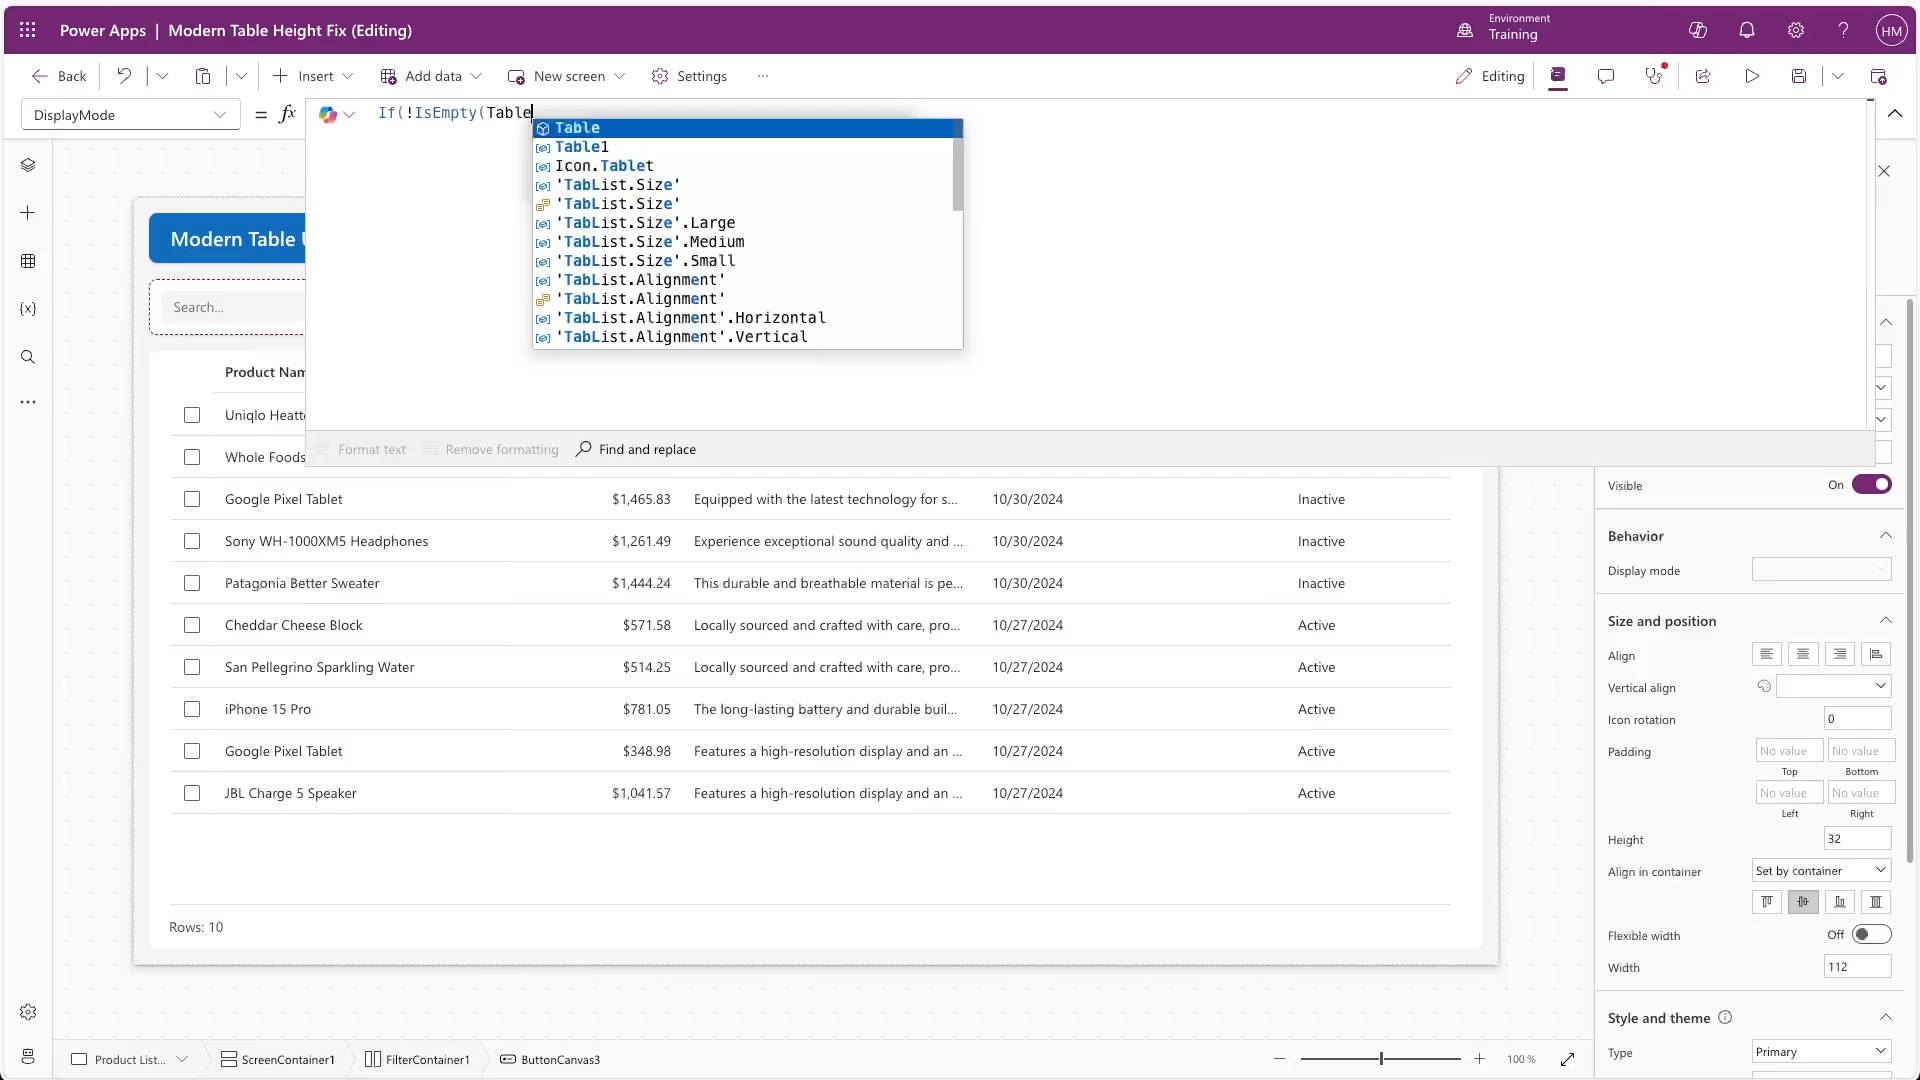 Power Apps | Modern Table Height Fix (Editing)
Environment
Training
HM
Back
Insert
Add data
New screen
Settings
...
Editing
DisplayMode
= fx
If(!IsEmpty(Table
Table
Table1
Icon.Tablet
'TabList.Size'
'TabList.Size'
'TabList.Size'.Large
'TabList.Size'.Medium
'TabList.Size'.Small
'TabList.Alignment'
'TabList.Alignment'
'TabList.Alignment'.Horizontal
'TabList.Alignment'.Vertical
Format text
Remove formatting
Find and replace
Modern Table
Search...
Product Nam
Uniqlo Heatt
Whole Foods
Google Pixel Tablet $1,465.83 Equipped with the latest technology for s... 10/30/2024 Inactive
Sony WH-1000XM5 Headphones $1,261.49 Experience exceptional sound quality and ... 10/30/2024 Inactive
Patagonia Better Sweater $1,444.24 This durable and breathable material is pe... 10/30/2024 Inactive
Cheddar Cheese Block $571.58 Locally sourced and crafted with care, pro... 10/27/2024 Active
San Pellegrino Sparkling Water $514.25 Locally sourced and crafted with care, pro... 10/27/2024 Active
iPhone 15 Pro $781.05 The long-lasting battery and durable buil... 10/27/2024 Active
Google Pixel Tablet $348.98 Features a high-resolution display and an ... 10/27/2024 Active
JBL Charge 5 Speaker $1,041.57 Features a high-resolution display and an ... 10/27/2024 Active
Rows: 10
Visible On
Behavior
Display mode
Size and position
Align
Vertical align
Icon rotation 0
Padding No value No value
Top Bottom
No value No value
Left Right
Height 32
Align in container Set by container
Flexible width Off
Width 112
Style and theme
Type Primary
Product List...
ScreenContainer1
FilterContainer1
ButtonCanvas3
100 %